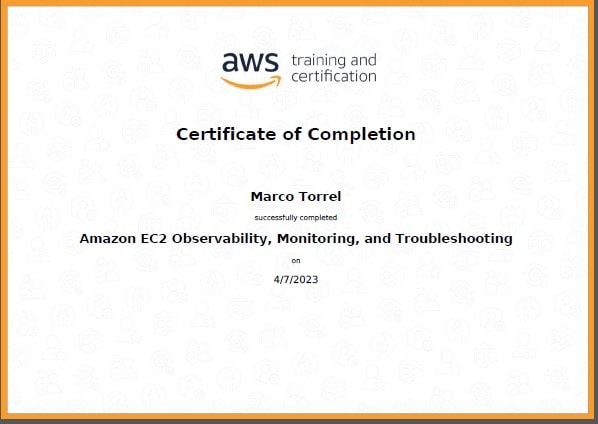 aws training and
certification
Certificate of Completion
Marco Torrel
successfully completed
Amazon EC2 Observability, Monitoring, and Troubleshooting
on
4/7/2023